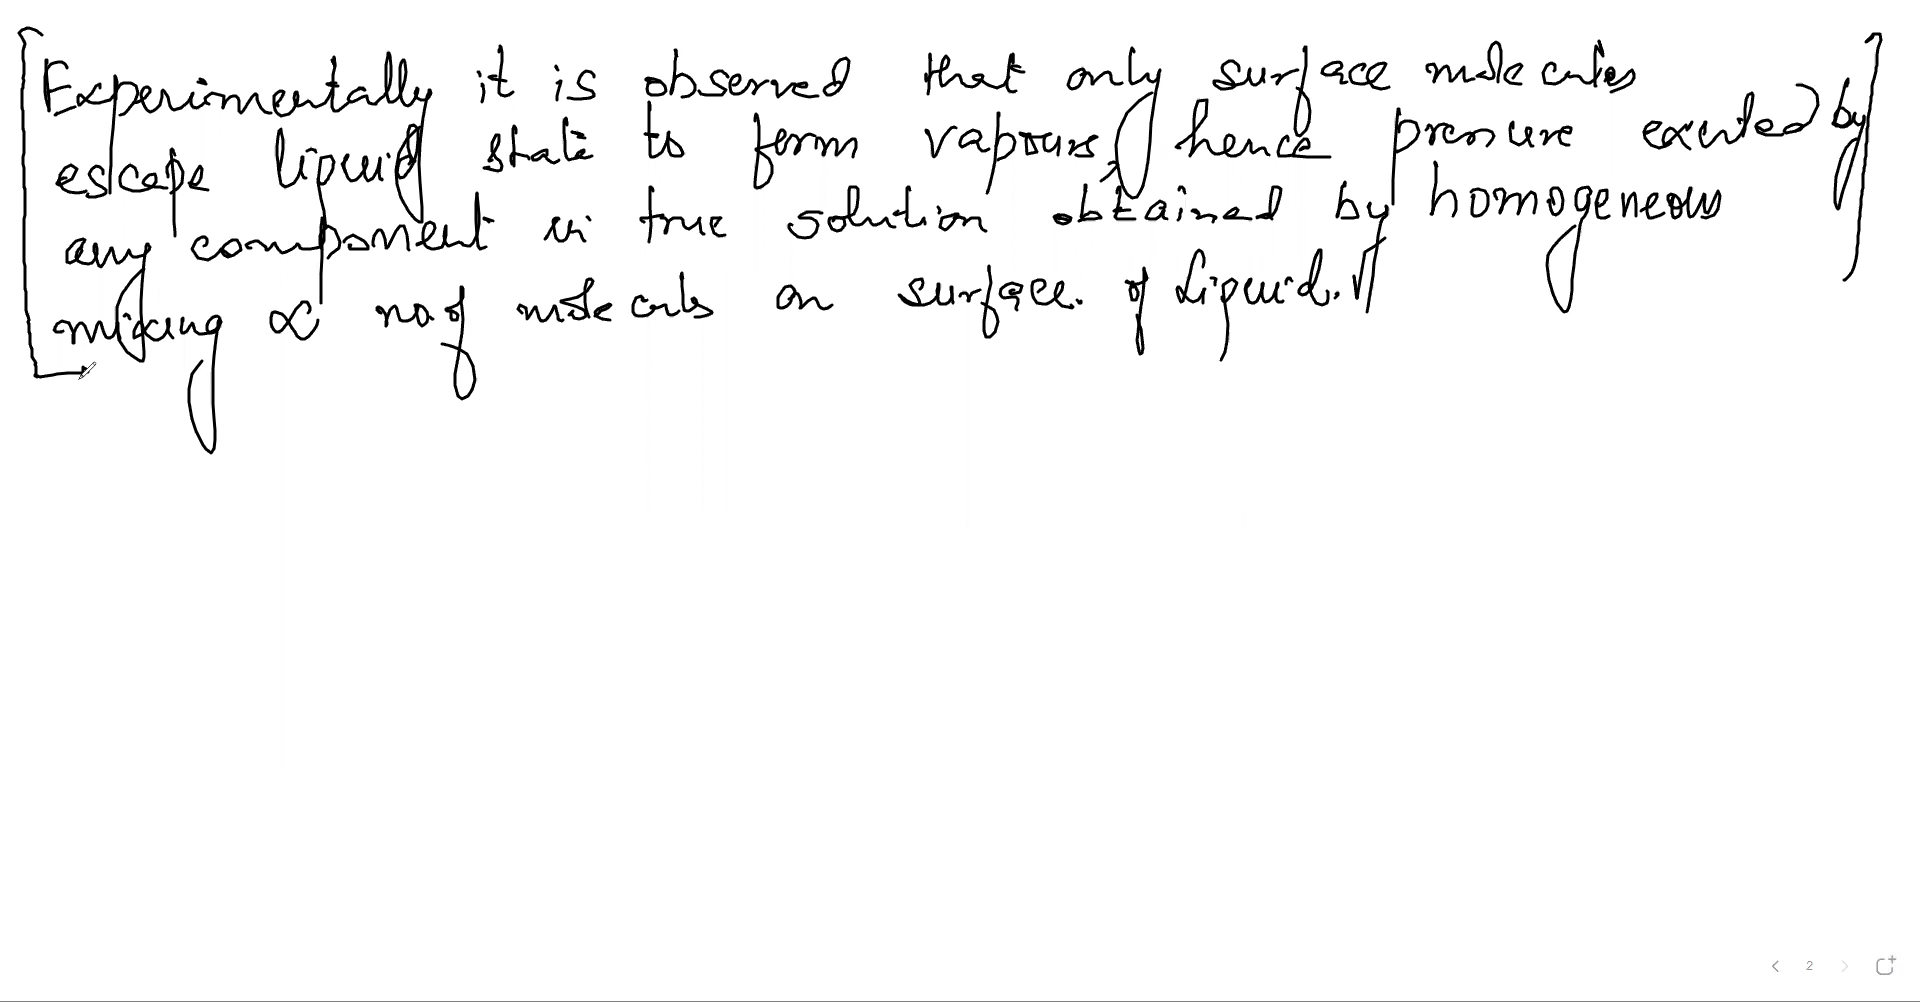 [Experimentally it is observed that only surface molecules
escape liquid state to form vapours, hence pressure exerted by
any component in true solution obtained by homogeneous
mixing ∝ no. of molecules on surface. of liquid.]
2